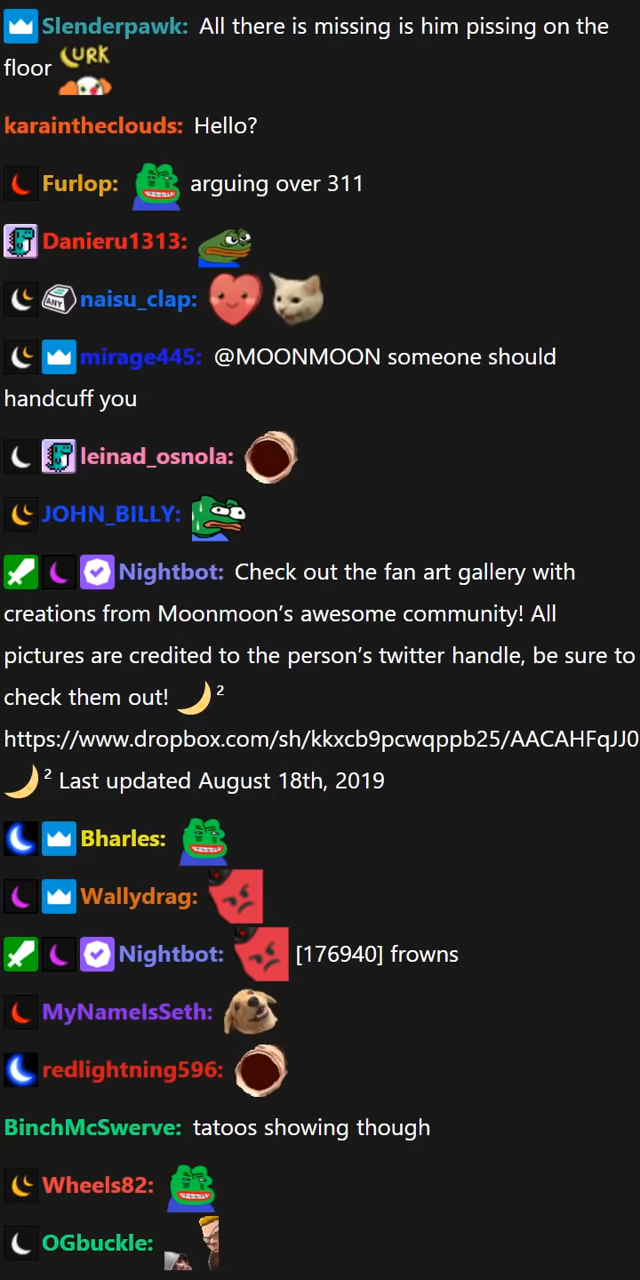 Slenderpawk: All there is missing is him pissing on the
floor
karaintheclouds: Hello?
Furlop: arguing over 311
Danieru1313:
ANY naisu_clap:
mirage445: @MOONMOON someone should
handcuff you
leinad_osnola:
JOHN_BILLY:
Nightbot: Check out the fan art gallery with
creations from Moonmoon’s awesome community! All
pictures are credited to the person’s twitter handle, be sure to
check them out! ²
https://www.dropbox.com/sh/kkxcb9pcwqppb25/AACAHFqJJ0
² Last updated August 18th, 2019
Bharles:
Wallydrag:
Nightbot: [176940] frowns
MyNameIsSeth:
redlightning596:
BinchMcSwerve: tatoos showing though
Wheels82:
OGbuckle: